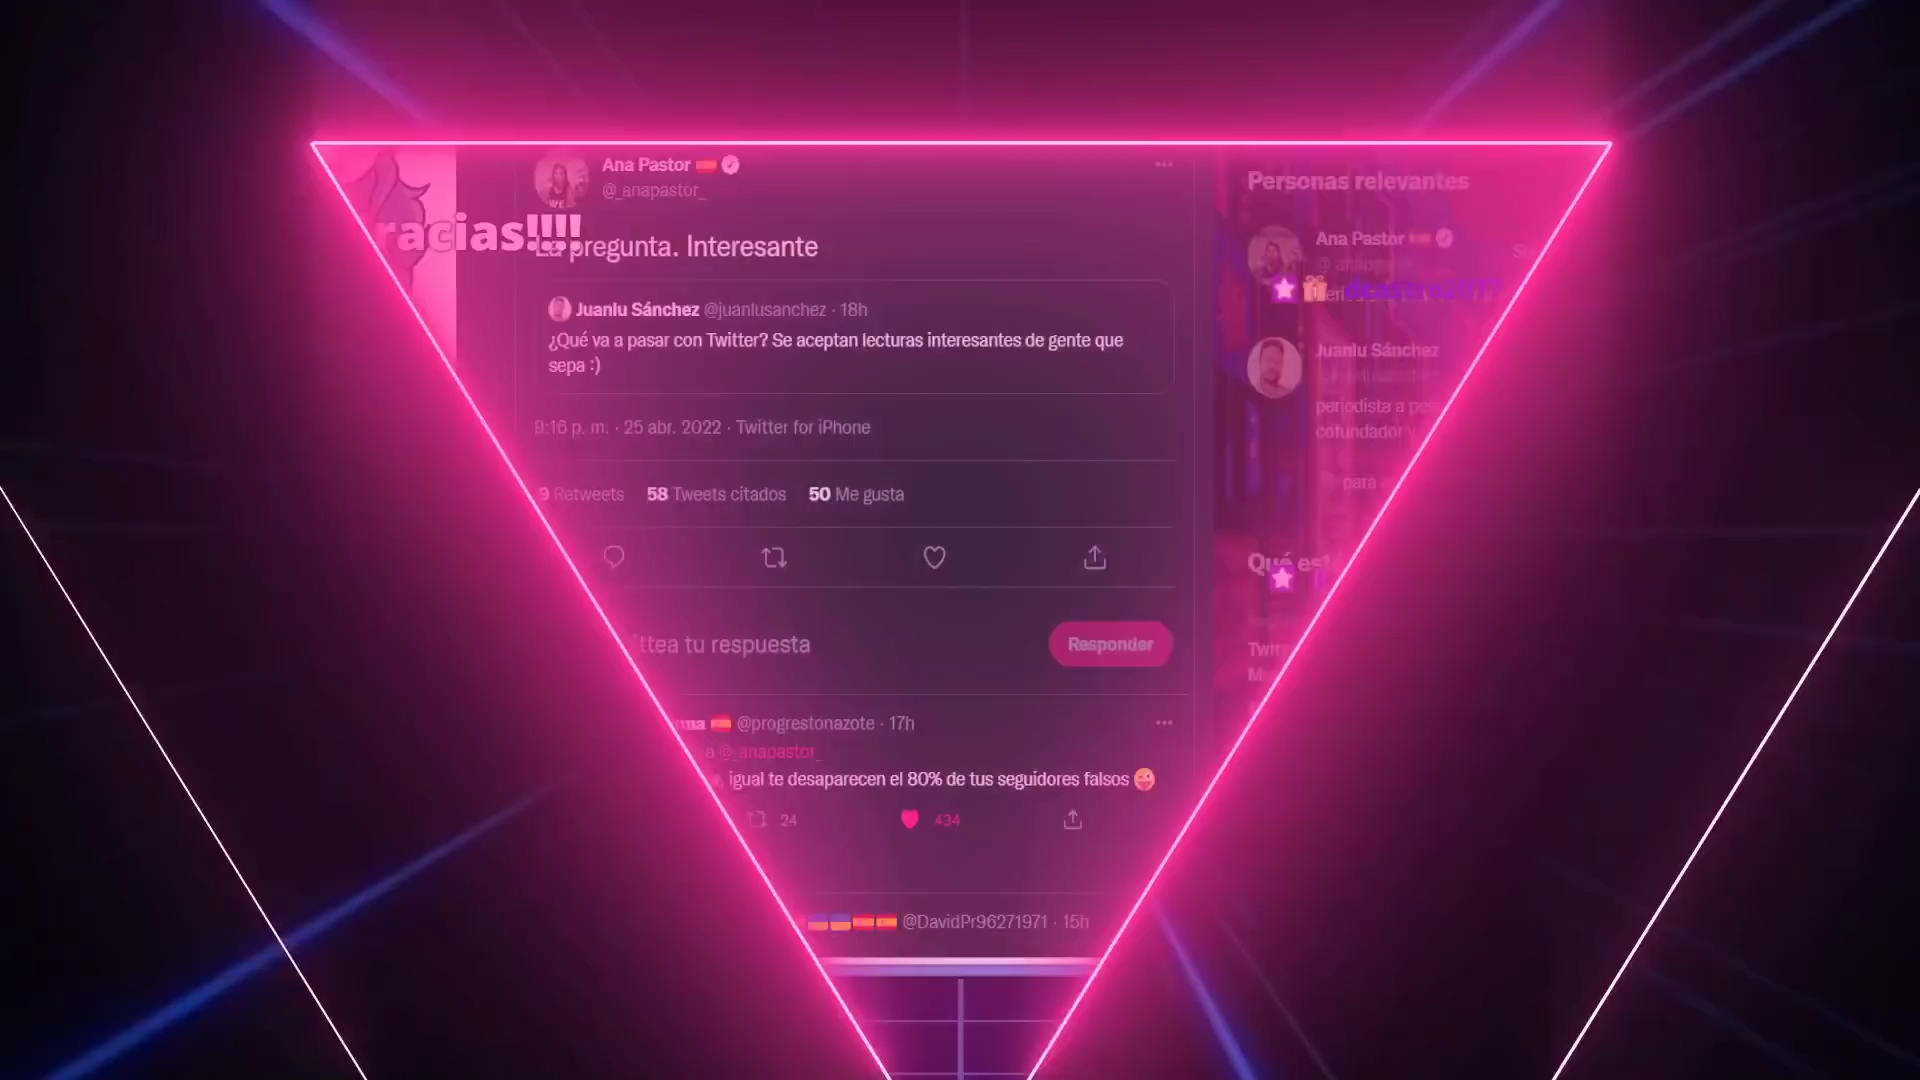 Ana Pastor
@_anapastor_
racias!!!!
La pregunta. Interesante
Juanlu Sánchez @juanlusanchez · 18h
¿Qué va a pasar con Twitter? Se aceptan lecturas interesantes de gente que
sepa :)
9:16 p. m. · 25 abr. 2022 · Twitter for iPhone
9 Retweets 58 Tweets citados 50 Me gusta
ttea tu respuesta
Responder
@progrestonazote · 17h
a @_anapastor_
igual te desaparecen el 80% de tus seguidores falsos
24
434
@DavidPr96271971 · 15h
Personas relevantes
Ana Pastor
Juanlu Sánchez
periodista a
cofundador y
para
Qué est